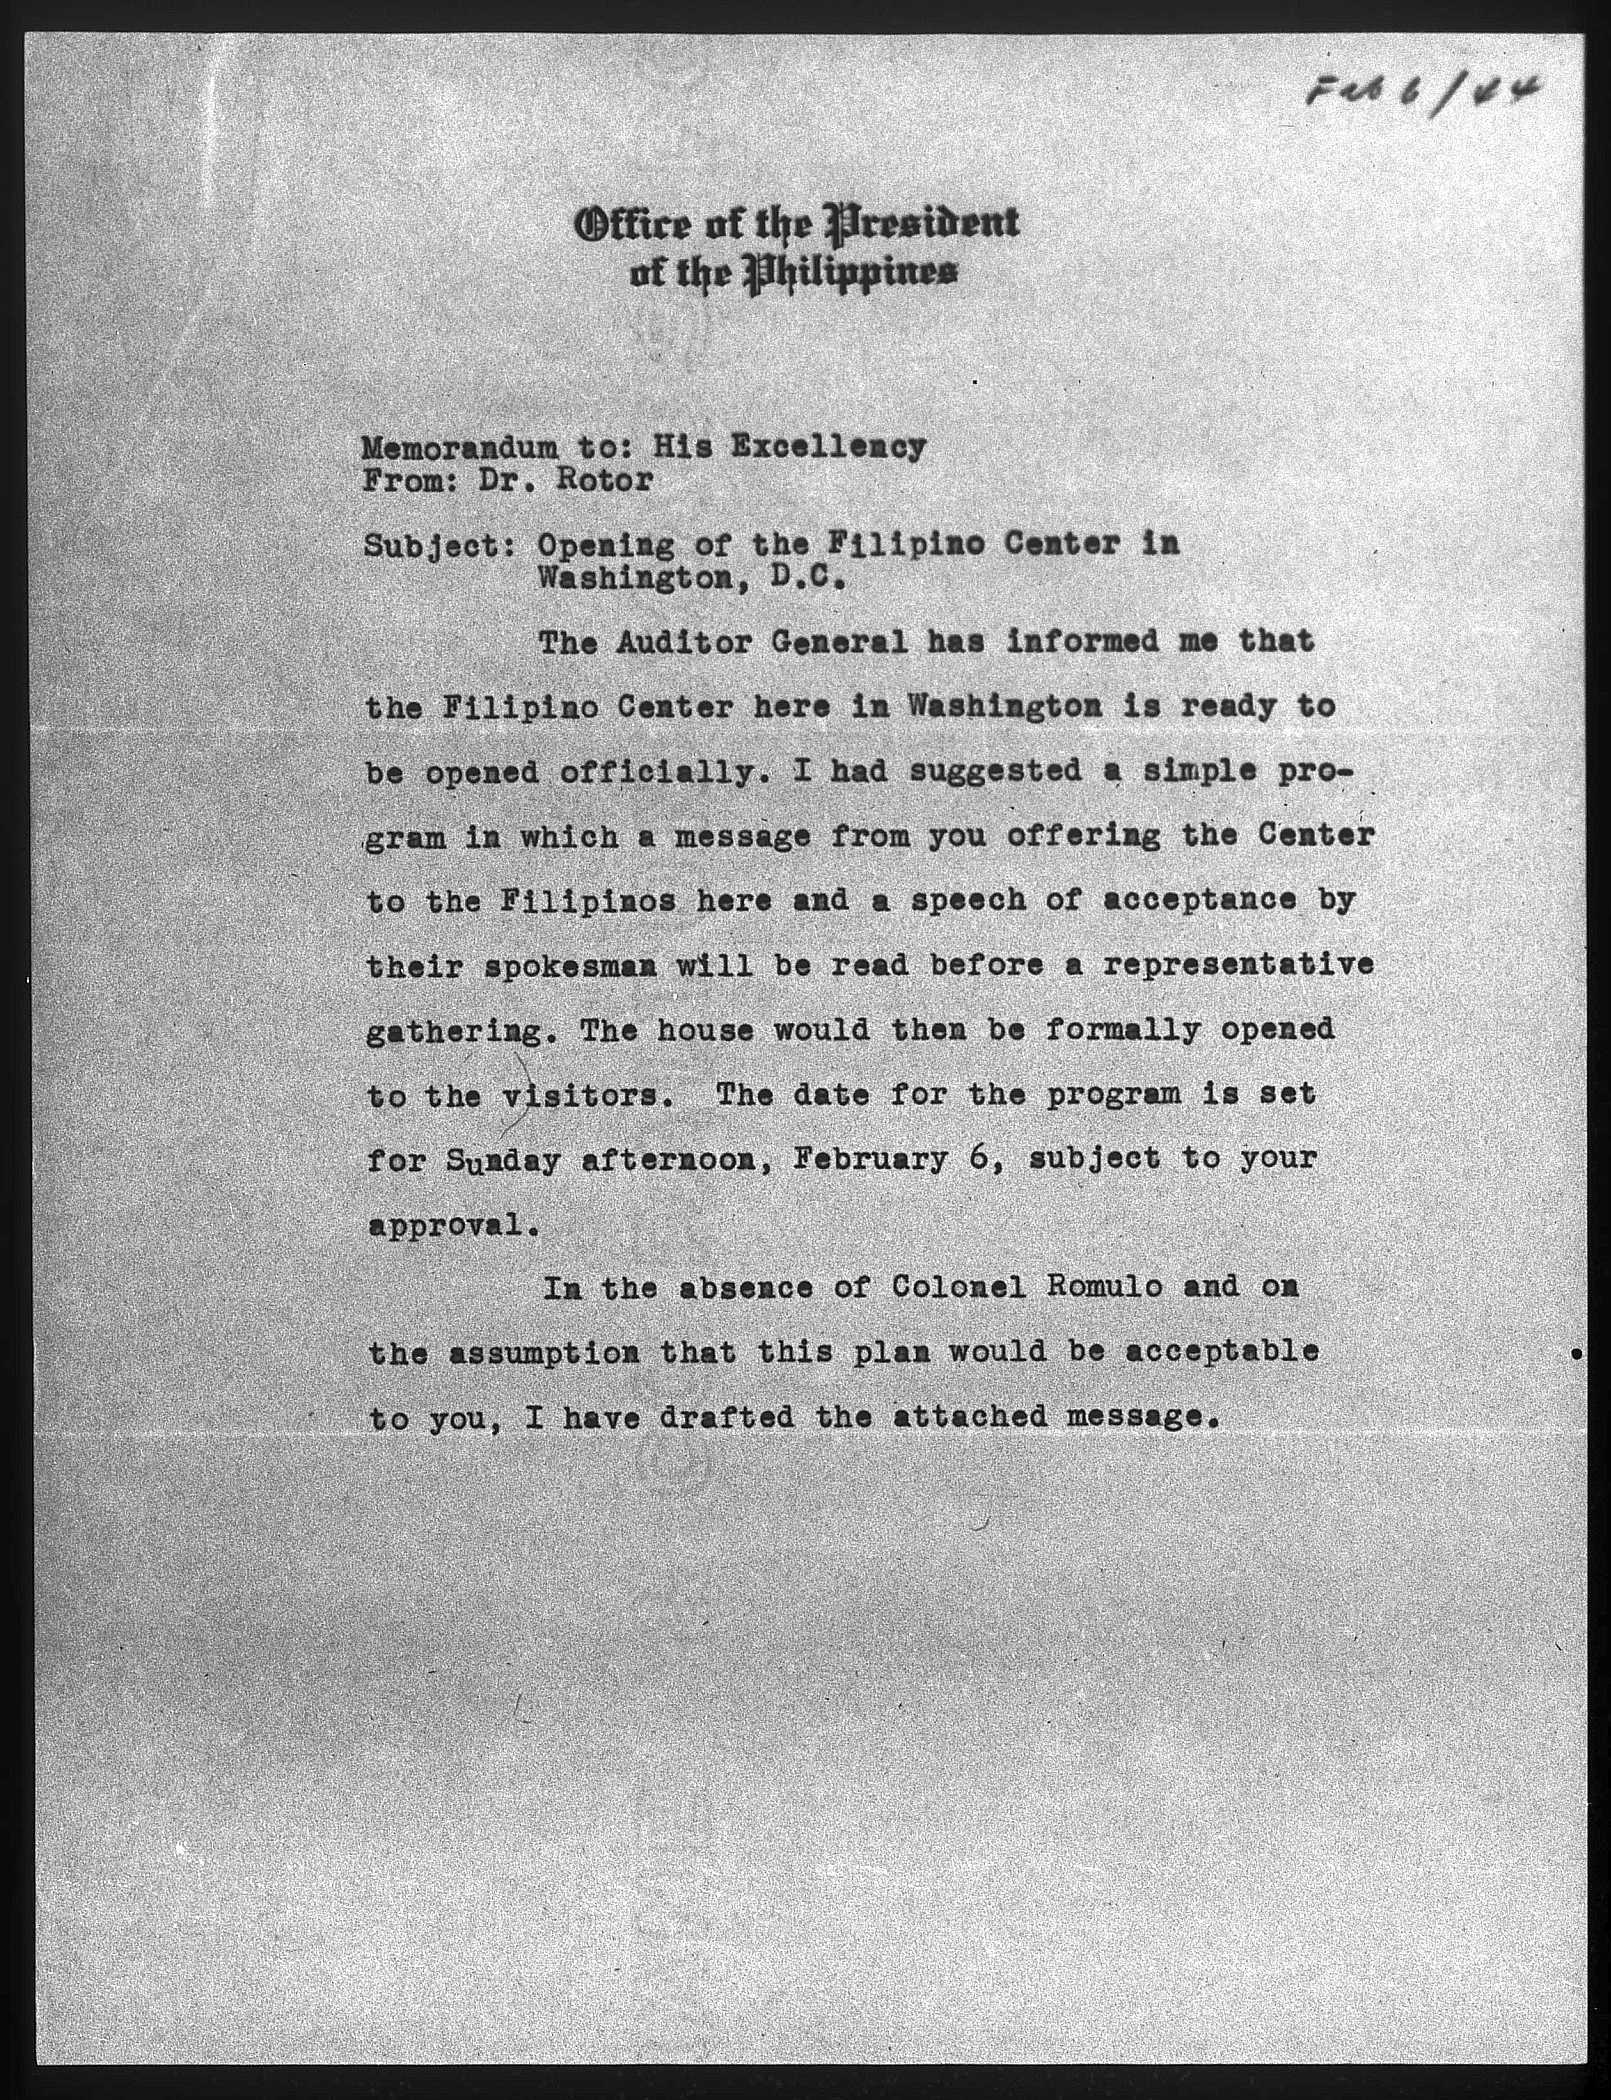 Feb 6/44
Office of the President
of the Philippines
Memorandum to: His Excellency
From: Dr. Rotor
Subject: Opening of the Filipino Center in
Washington, D.C.
The Auditor General has informed me that
the Filipino Center here in Washington is ready to
be opened officially. I had suggested a simple pro-
gram in which a message from you offering the Center
to the Filipinos here and a speech of acceptance by
their spokesman will be read before a representative
gathering. The house would then be formally opened
to the visitors. The date for the program is set
for Sunday afternoon, February 6, subject to your
approval.
In the absence of Colonel Romulo and on
the assumption that this plan would be acceptable
to you, I have drafted the attached message.